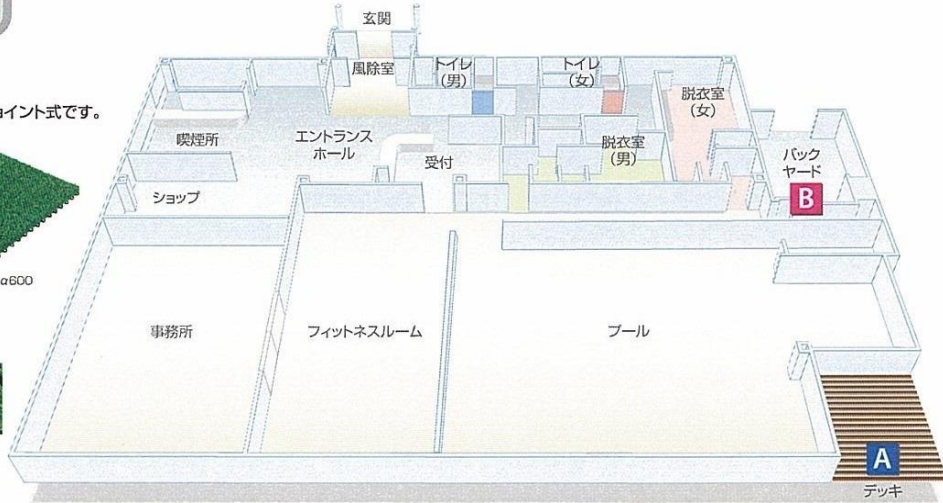 玄関
風除室
トイレ
(男)
トイレ
(女)
脱衣室
(女)
ョイント式です。
喫煙所
エントランス
ホール
受付
脱衣室
(男)
バック
ヤード
B
ショップ
α600
事務所
フィットネスルーム
プール
A
デッキ